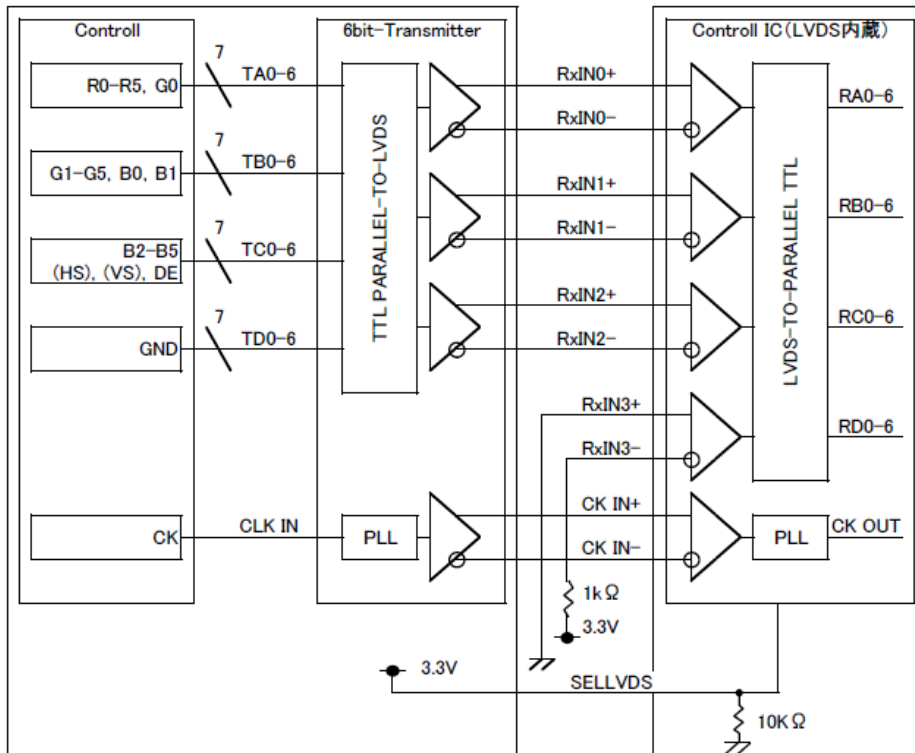 Controll
6bit-Transmitter
Controll IC(LVDS内蔵)
R0-R5, G0
7
TA0-6
RxIN0+
RxIN0-
RA0-6
G1-G5, B0, B1
7
TB0-6
RxIN1+
RxIN1-
RB0-6
B2-B5
(HS), (VS), DE
7
TC0-6
RxIN2+
RxIN2-
RC0-6
GND
7
TD0-6
RxIN3+
RxIN3-
RD0-6
TTL PARALLEL-TO-LVDS
LVDS-TO-PARALLEL TTL
CK
CLK IN
PLL
CK IN+
CK IN-
PLL
CK OUT
1kΩ
3.3V
3.3V
SELLVDS
10KΩ